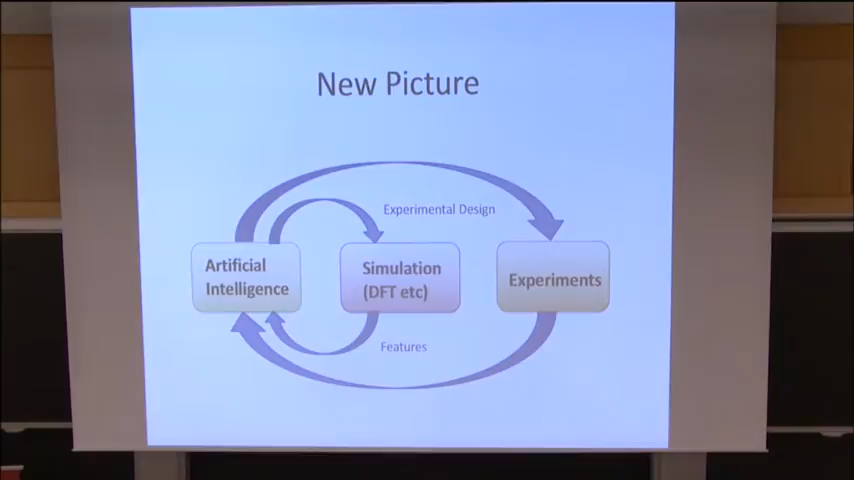 New Picture
Experimental Design
Artificial
Intelligence
Simulation
(DFT etc)
Experiments
Features